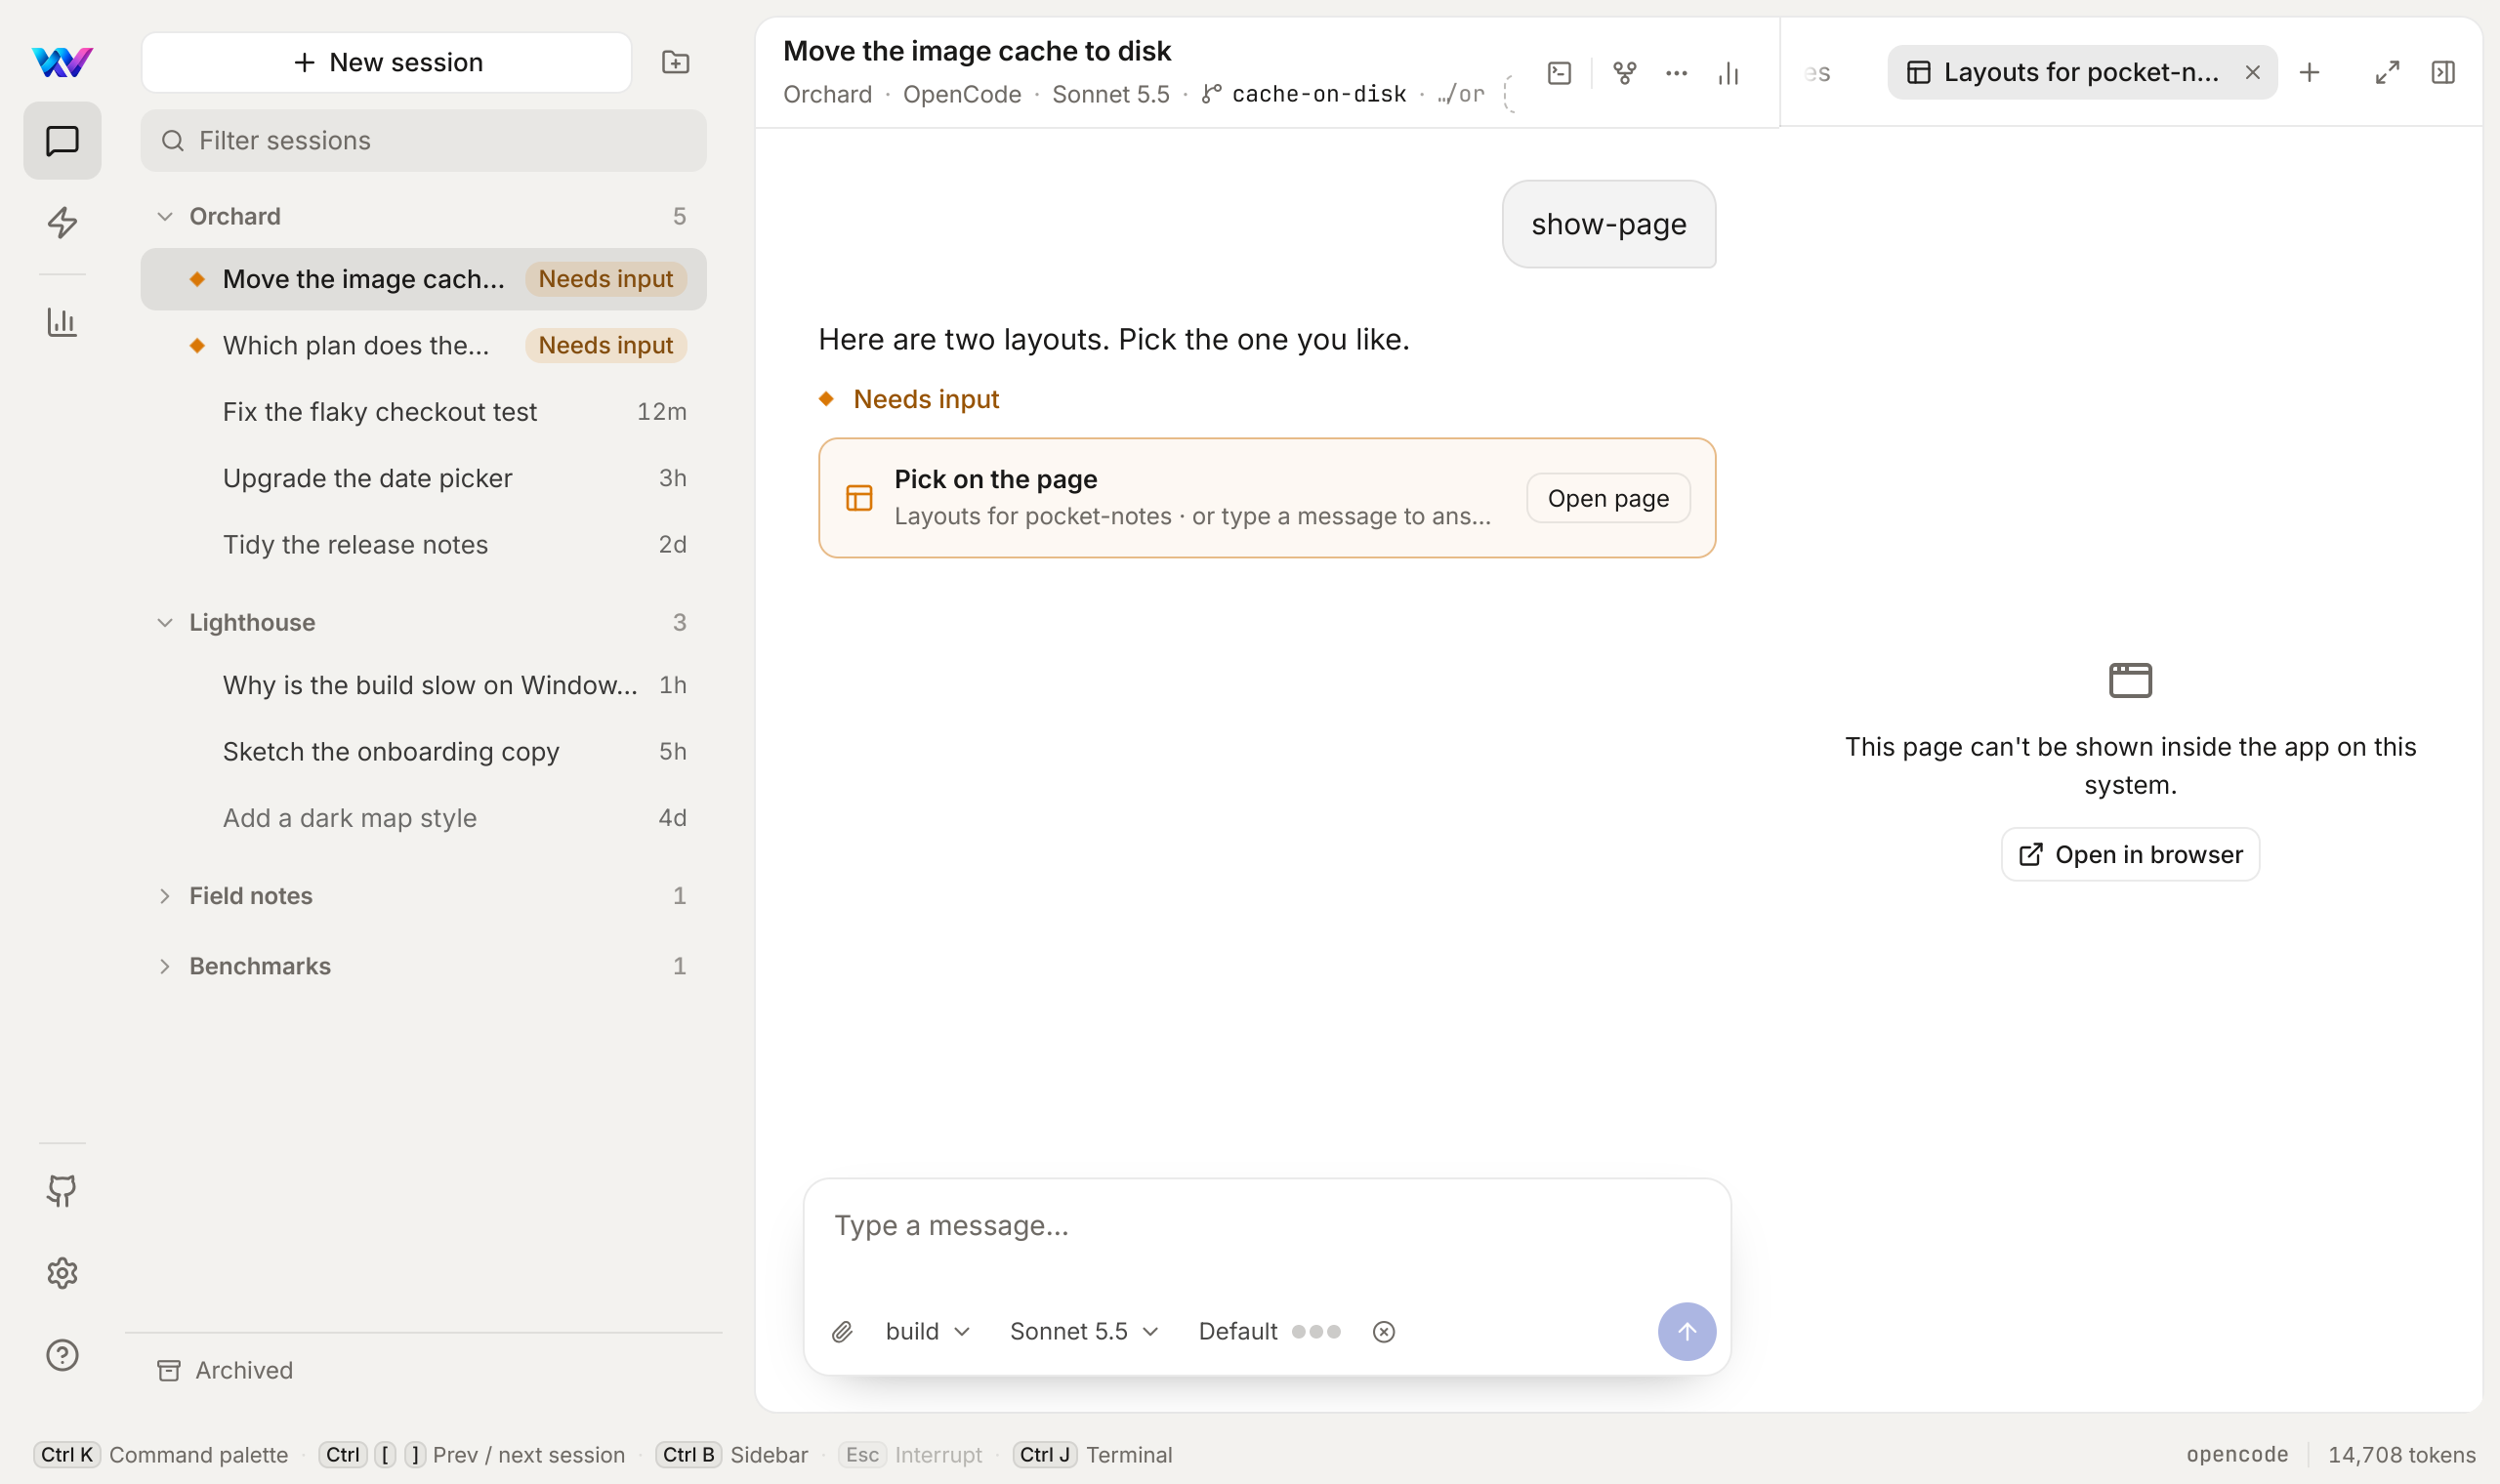 New session
Filter sessions
Orchard 5
Move the image cach... Needs input
Which plan does the... Needs input
Fix the flaky checkout test 12m
Upgrade the date picker 3h
Tidy the release notes 2d
Lighthouse 3
Why is the build slow on Window... 1h
Sketch the onboarding copy 5h
Add a dark map style 4d
Field notes 1
Benchmarks 1
Archived
Move the image cache to disk
Orchard · OpenCode · Sonnet 5.5 · cache-on-disk · …/or
es
Layouts for pocket-n...
show-page
Here are two layouts. Pick the one you like.
Needs input
Pick on the page
Layouts for pocket-notes · or type a message to ans...
Open page
This page can't be shown inside the app on this
system.
Open in browser
Type a message...
build Sonnet 5.5 Default
Ctrl K Command palette · Ctrl [ ] Prev / next session · Ctrl B Sidebar · Esc Interrupt · Ctrl J Terminal
opencode 14,708 tokens